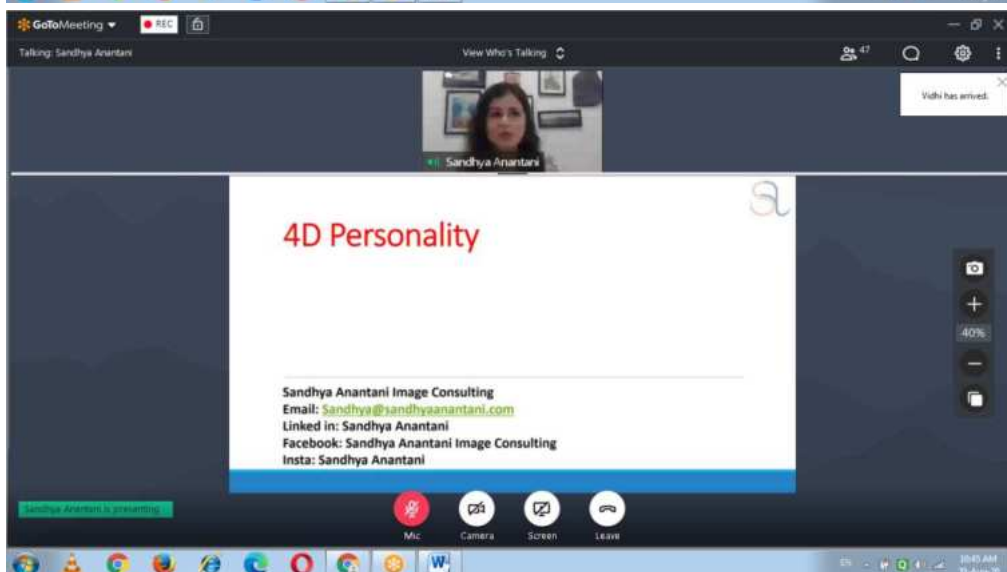 GoToMeeting
REC
Talking: Sandhya Anantani
View Who's Talking
47
Vidhi has arrived.
Sandhya Anantani
4D Personality
Sandhya Anantani Image Consulting
Email: Sandhya@sandhyaanantani.com
Linked in: Sandhya Anantani
Facebook: Sandhya Anantani Image Consulting
Insta: Sandhya Anantani
40%
Sandhya Anantani is presenting
Mic
Camera
Screen
Leave
EN
10:45 AM